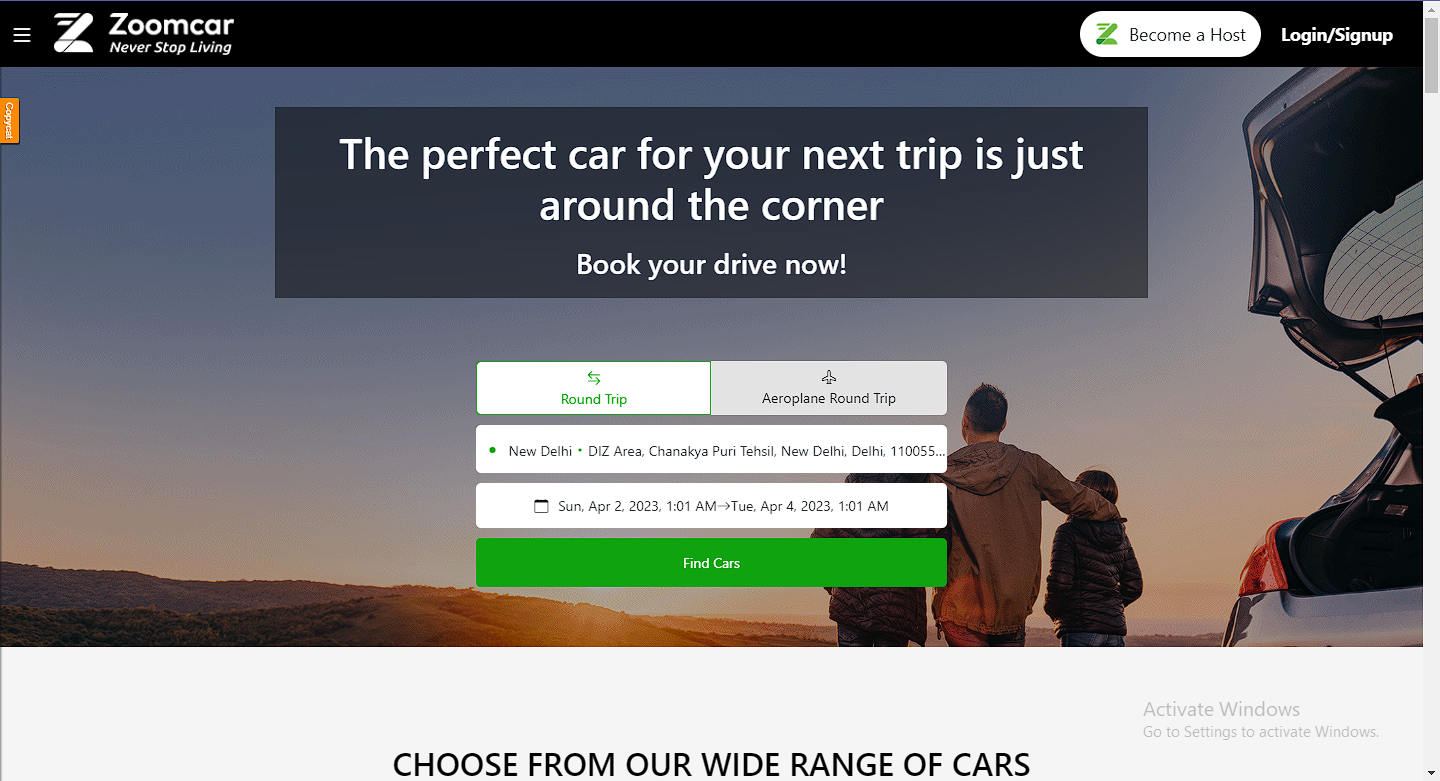 Zoomcar
Never Stop Living
Become a Host
Login/Signup
Copycat
The perfect car for your next trip is just
around the corner
Book your drive now!
Round Trip
Aeroplane Round Trip
New Delhi • DIZ Area, Chanakya Puri Tehsil, New Delhi, Delhi, 110055...
Sun, Apr 2, 2023, 1:01 AM→Tue, Apr 4, 2023, 1:01 AM
Find Cars
Activate Windows
Go to Settings to activate Windows.
CHOOSE FROM OUR WIDE RANGE OF CARS